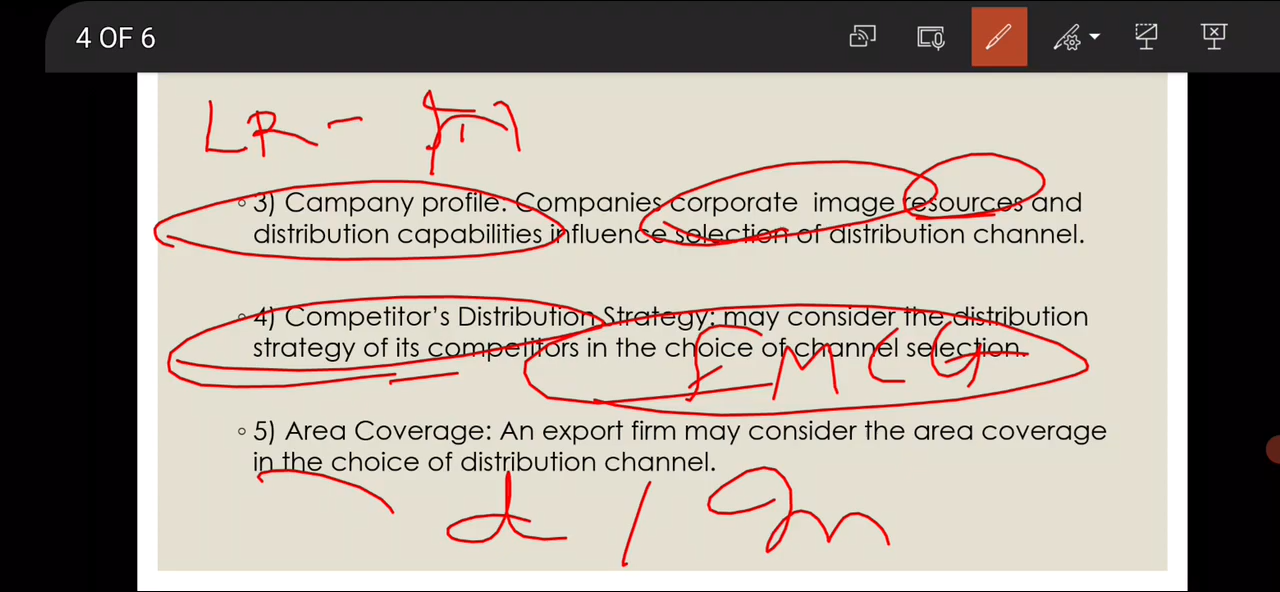 4 OF 6
LR -
3) Campany profile: Companies corporate image resources and
distribution capabilities influence selection of distribution channel.
4) Competitor's Distribution Strategy: may consider the distribution
strategy of its competitors in the choice of channel selection.
FMCG
5) Area Coverage: An export firm may consider the area coverage
in the choice of distribution channel.
d /